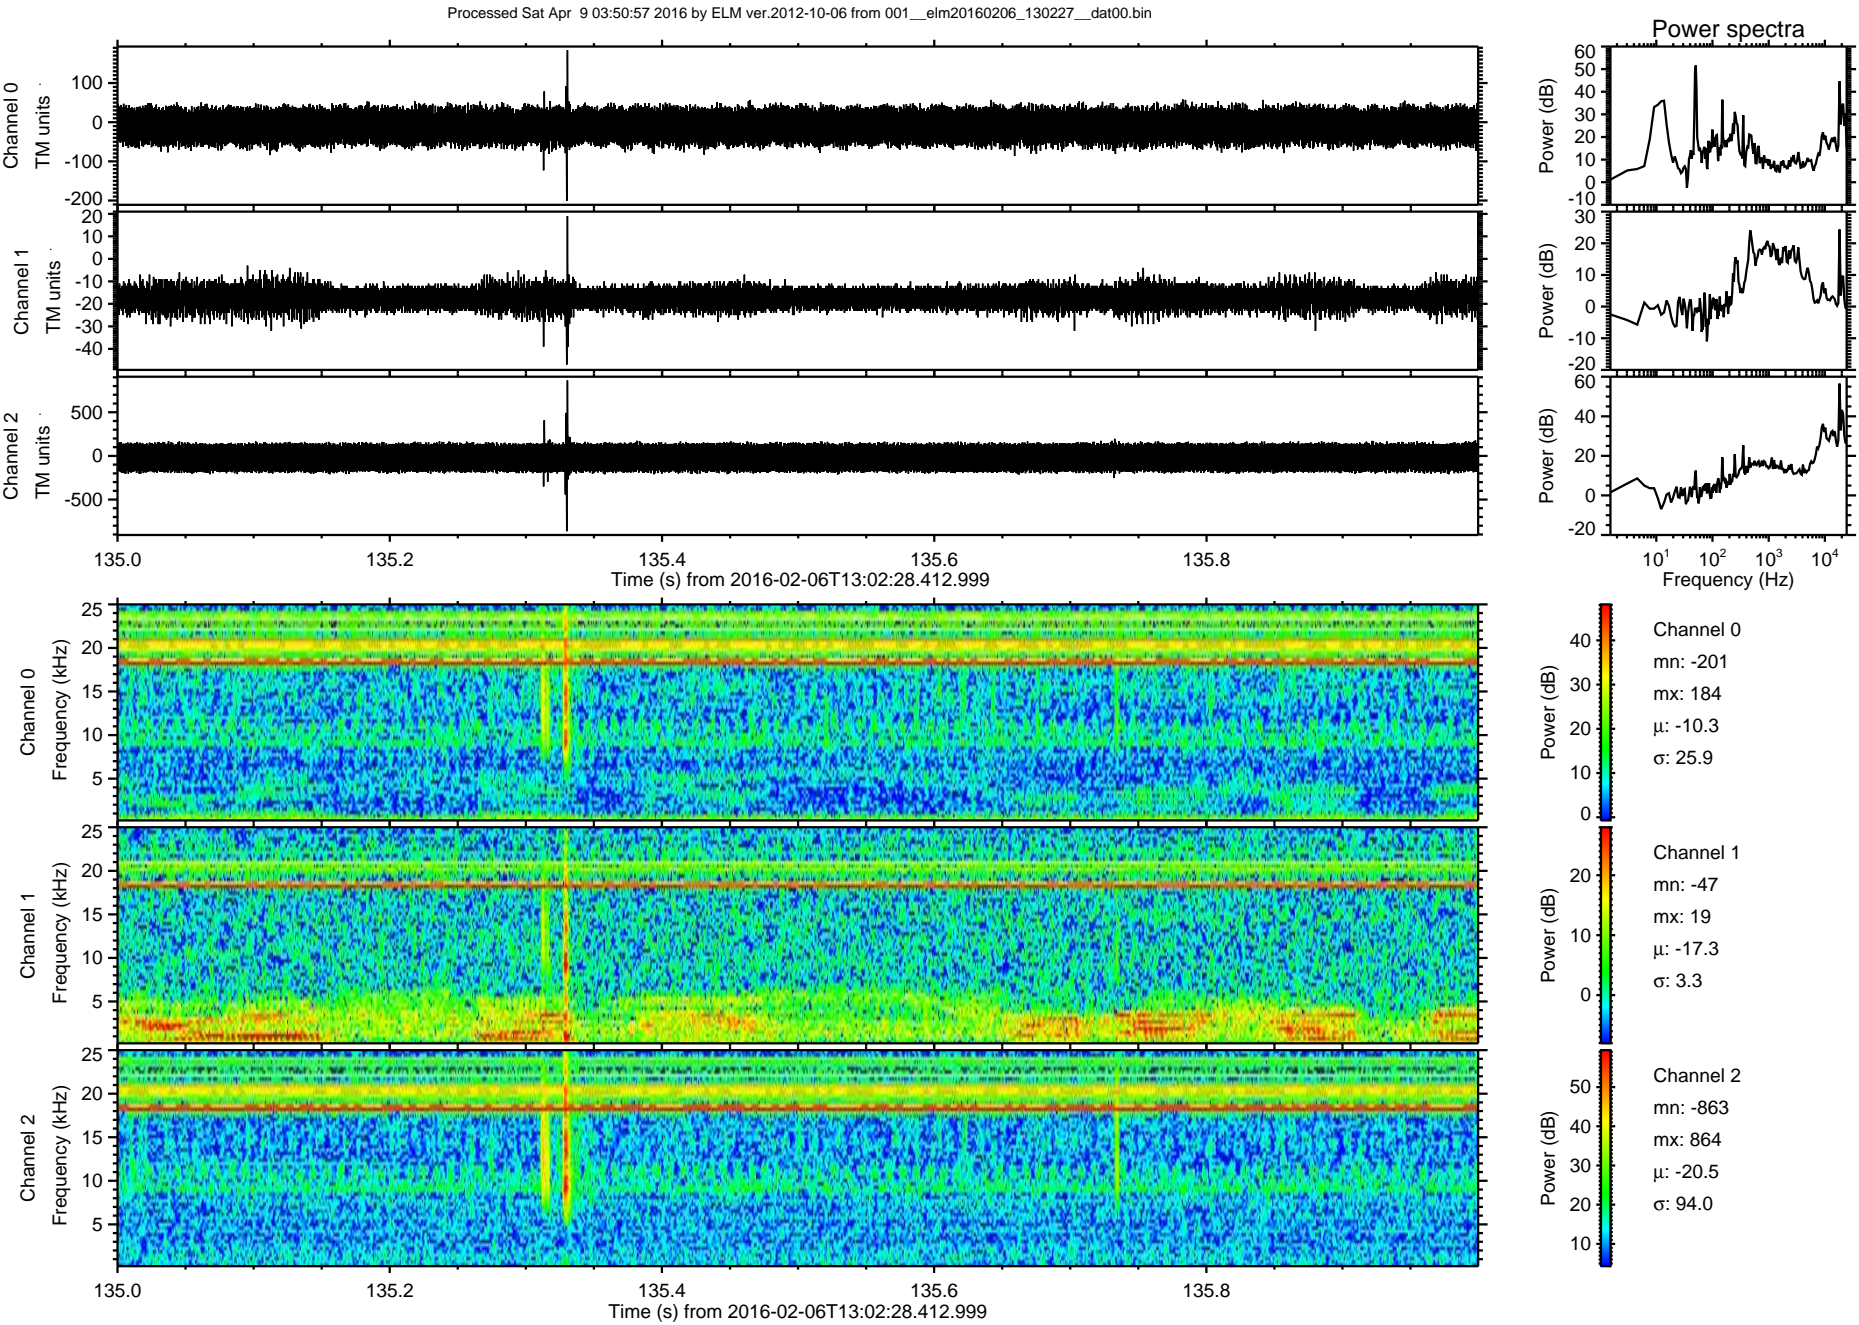 Processed Sat Apr  9 03:50:57 2016 by ELM ver.2012-10-06 from 001__elm20160206_130227__dat00.bin
Power spectra
Channel 0
TM units
100
0
-100
-200
Power (dB)
60
50
40
30
20
10
0
-10
Channel 1
TM units
20
10
0
-10
-20
-30
-40
Power (dB)
30
20
10
0
-10
-20
Channel 2
TM units
500
0
-500
Power (dB)
60
40
20
0
-20
135.0 135.2 135.4 135.6 135.8
Time (s) from 2016-02-06T13:02:28.412.999
10¹ 10² 10³ 10⁴
Frequency (Hz)
Channel 0
Frequency (kHz)
25
20
15
10
5
Power (dB)
40
30
20
10
0
Channel 0
mn: -201
mx: 184
μ: -10.3
σ: 25.9
Channel 1
Frequency (kHz)
25
20
15
10
5
Power (dB)
20
10
0
Channel 1
mn: -47
mx: 19
μ: -17.3
σ: 3.3
Channel 2
Frequency (kHz)
25
20
15
10
5
Power (dB)
50
40
30
20
10
Channel 2
mn: -863
mx: 864
μ: -20.5
σ: 94.0
135.0 135.2 135.4 135.6 135.8
Time (s) from 2016-02-06T13:02:28.412.999